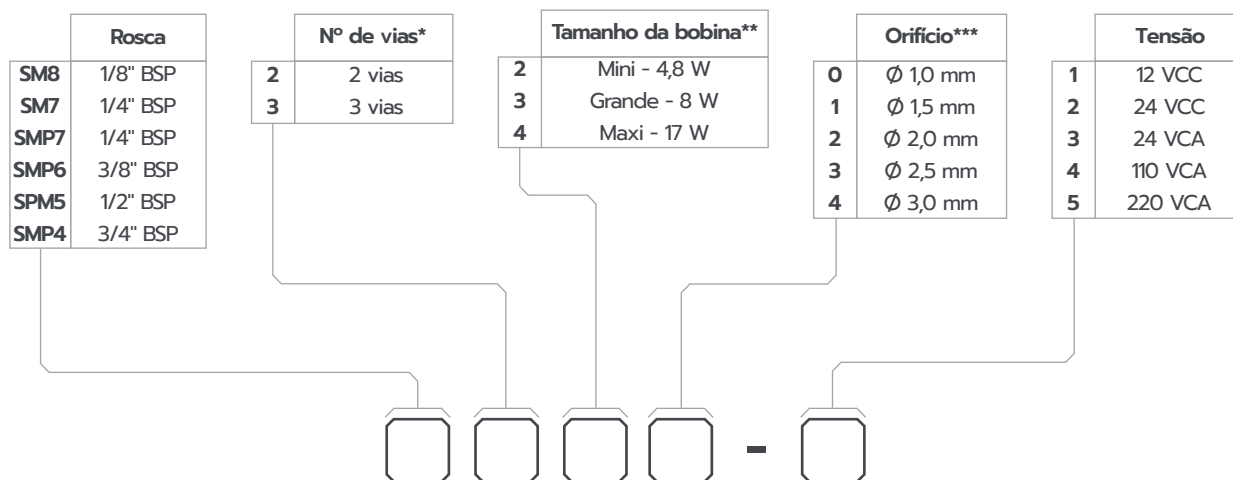 Rosca
SM8 1/8" BSP
SM7 1/4" BSP
SMP7 1/4" BSP
SMP6 3/8" BSP
SPM5 1/2" BSP
SMP4 3/4" BSP
Nº de vias*
2 2 vias
3 3 vias
Tamanho da bobina**
2 Mini - 4,8 W
3 Grande - 8 W
4 Maxi - 17 W
Orifício***
0 Ø 1,0 mm
1 Ø 1,5 mm
2 Ø 2,0 mm
3 Ø 2,5 mm
4 Ø 3,0 mm
Tensão
1 12 VCC
2 24 VCC
3 24 VCA
4 110 VCA
5 220 VCA
-